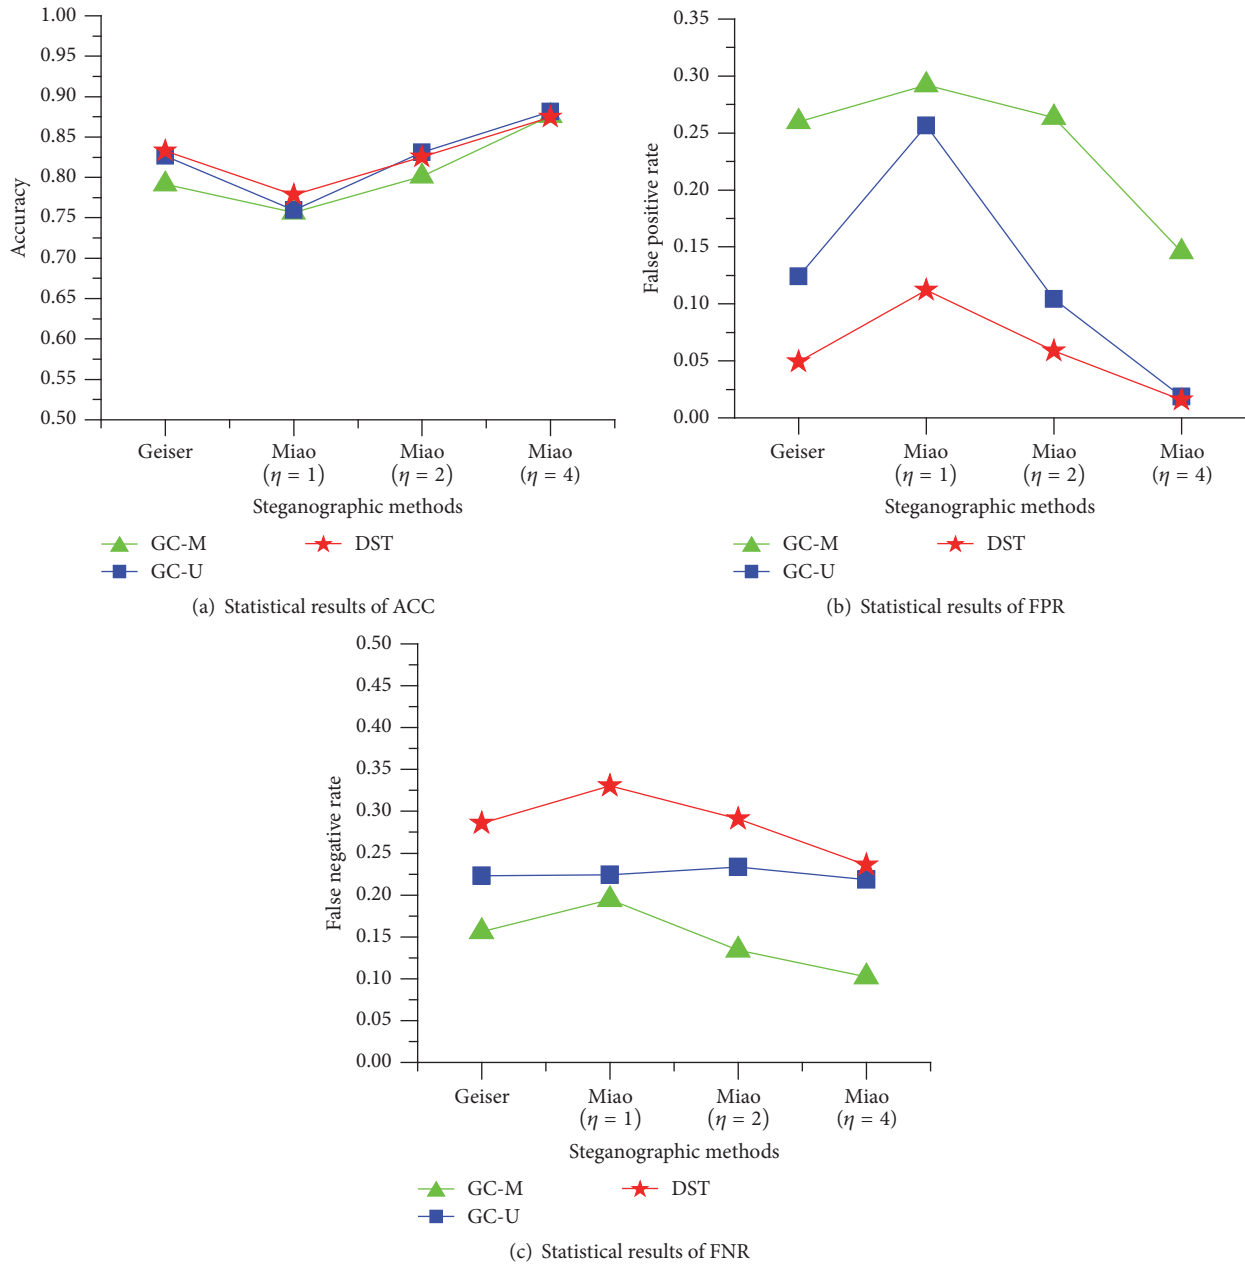 1.00
0.95
0.90
0.85
0.80
0.75
0.70
0.65
0.60
0.55
0.50
Accuracy
Geiser
Miao
(η = 1)
Miao
(η = 2)
Miao
(η = 4)
Steganographic methods
GC-M
DST
GC-U
(a) Statistical results of ACC
0.35
0.30
0.25
0.20
0.15
0.10
0.05
0.00
False positive rate
Geiser
Miao
(η = 1)
Miao
(η = 2)
Miao
(η = 4)
Steganographic methods
GC-M
DST
GC-U
(b) Statistical results of FPR
0.50
0.45
0.40
0.35
0.30
0.25
0.20
0.15
0.10
0.05
0.00
False negative rate
Geiser
Miao
(η = 1)
Miao
(η = 2)
Miao
(η = 4)
Steganographic methods
GC-M
DST
GC-U
(c) Statistical results of FNR